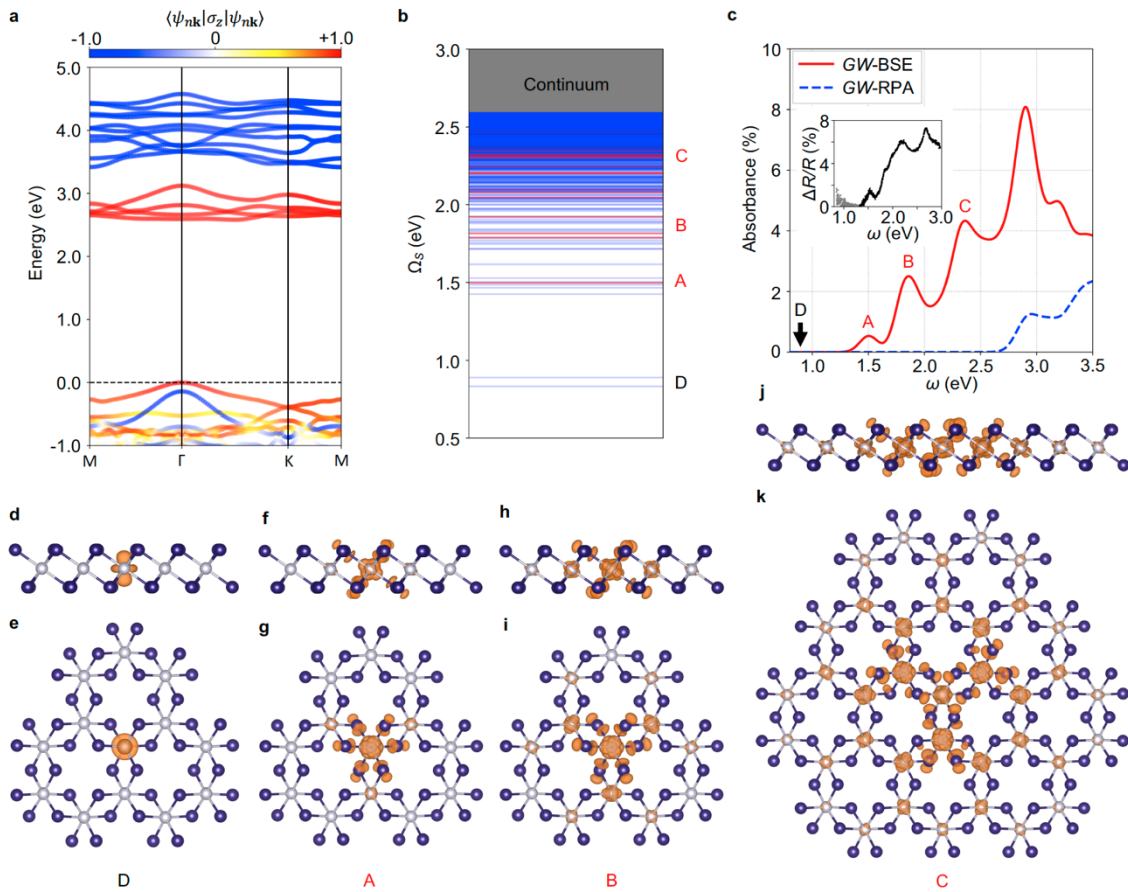 a
⟨ψnk|σz|ψnk⟩
-1.0 0 +1.0
5.0
4.0
3.0
2.0
1.0
0.0
-1.0
Energy (eV)
M Γ K M
b
3.0
2.5
2.0
1.5
1.0
0.5
ΩS (eV)
Continuum
C
B
A
D
c
10
8
6
4
2
0
Absorbance (%)
GW-BSE
GW-RPA
8
6
4
2
0
ΔR/R (%)
1.0 2.0 3.0
ω (eV)
D
A
B
C
1.0 1.5 2.0 2.5 3.0 3.5
ω (eV)
d
e
D
f
g
A
h
i
B
j
k
C